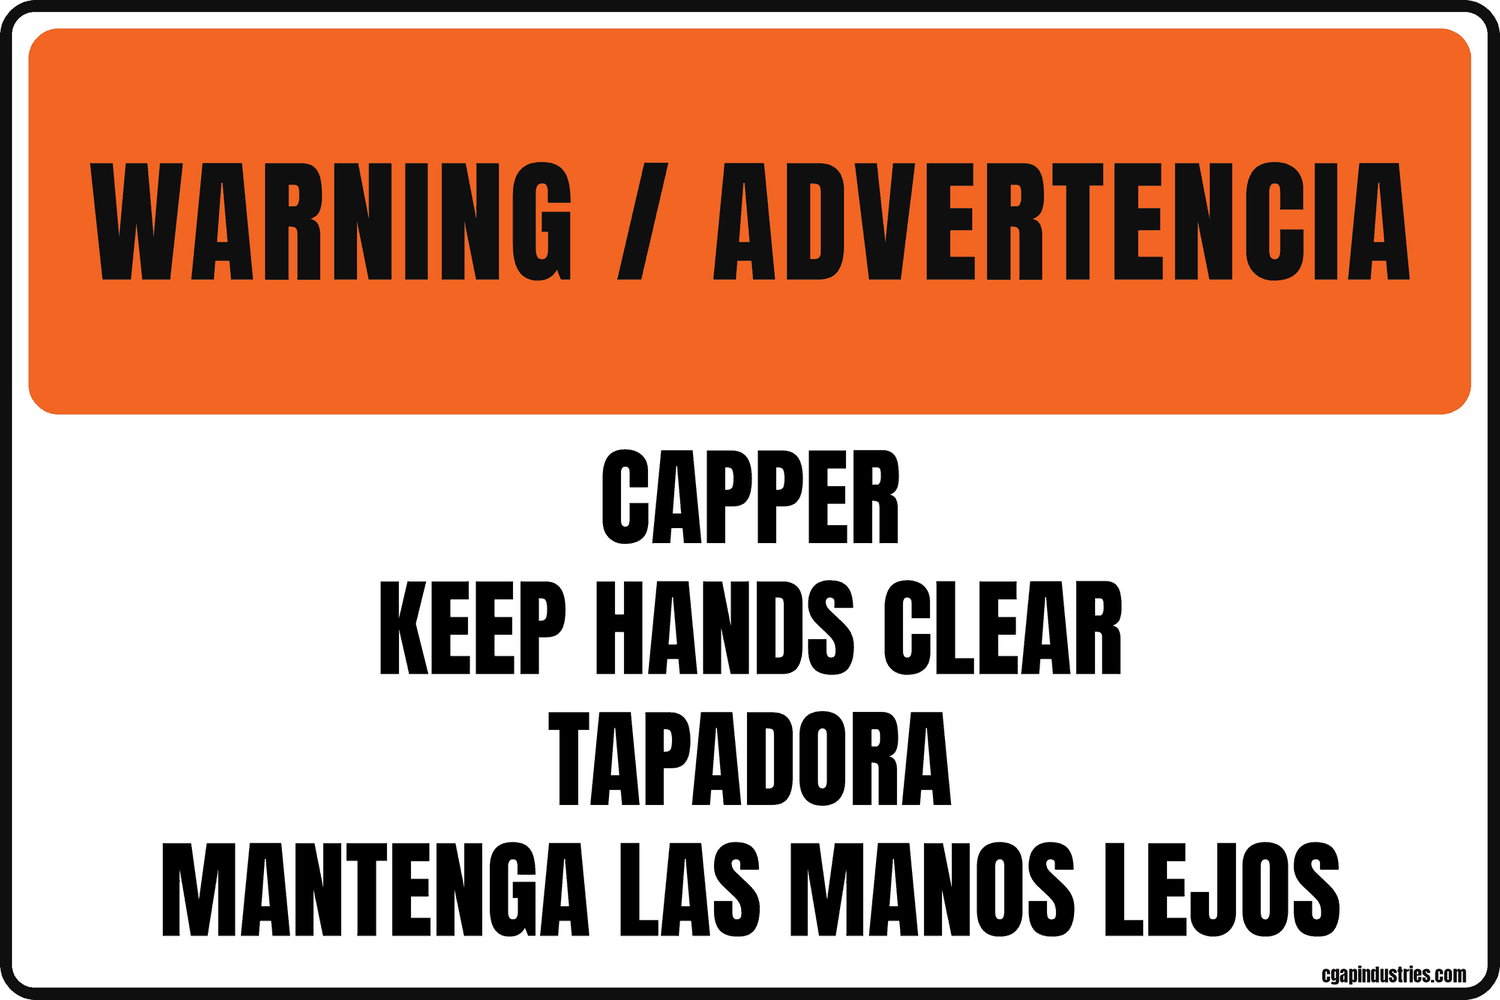 WARNING / ADVERTENCIA
CAPPER
KEEP HANDS CLEAR
TAPADORA
MANTENGA LAS MANOS LEJOS
cgapindustries.com